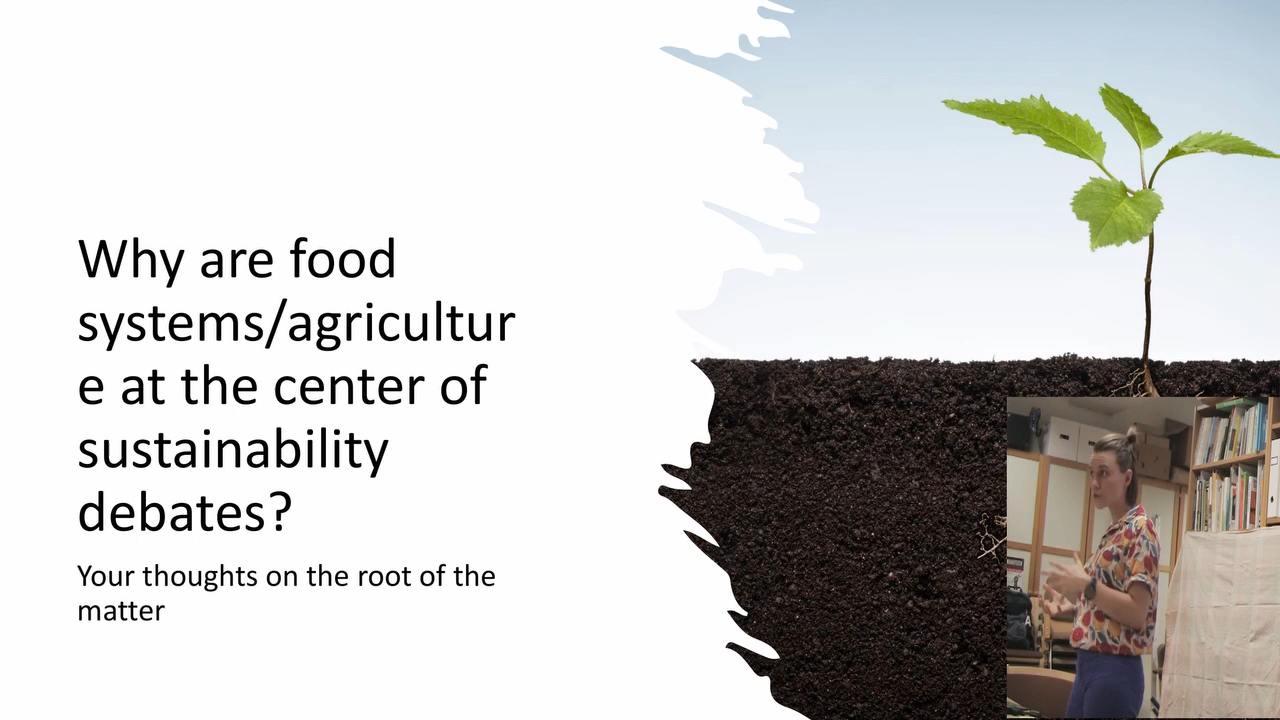 Why are food
systems/agricultur
e at the center of
sustainability
debates?
Your thoughts on the root of the
matter